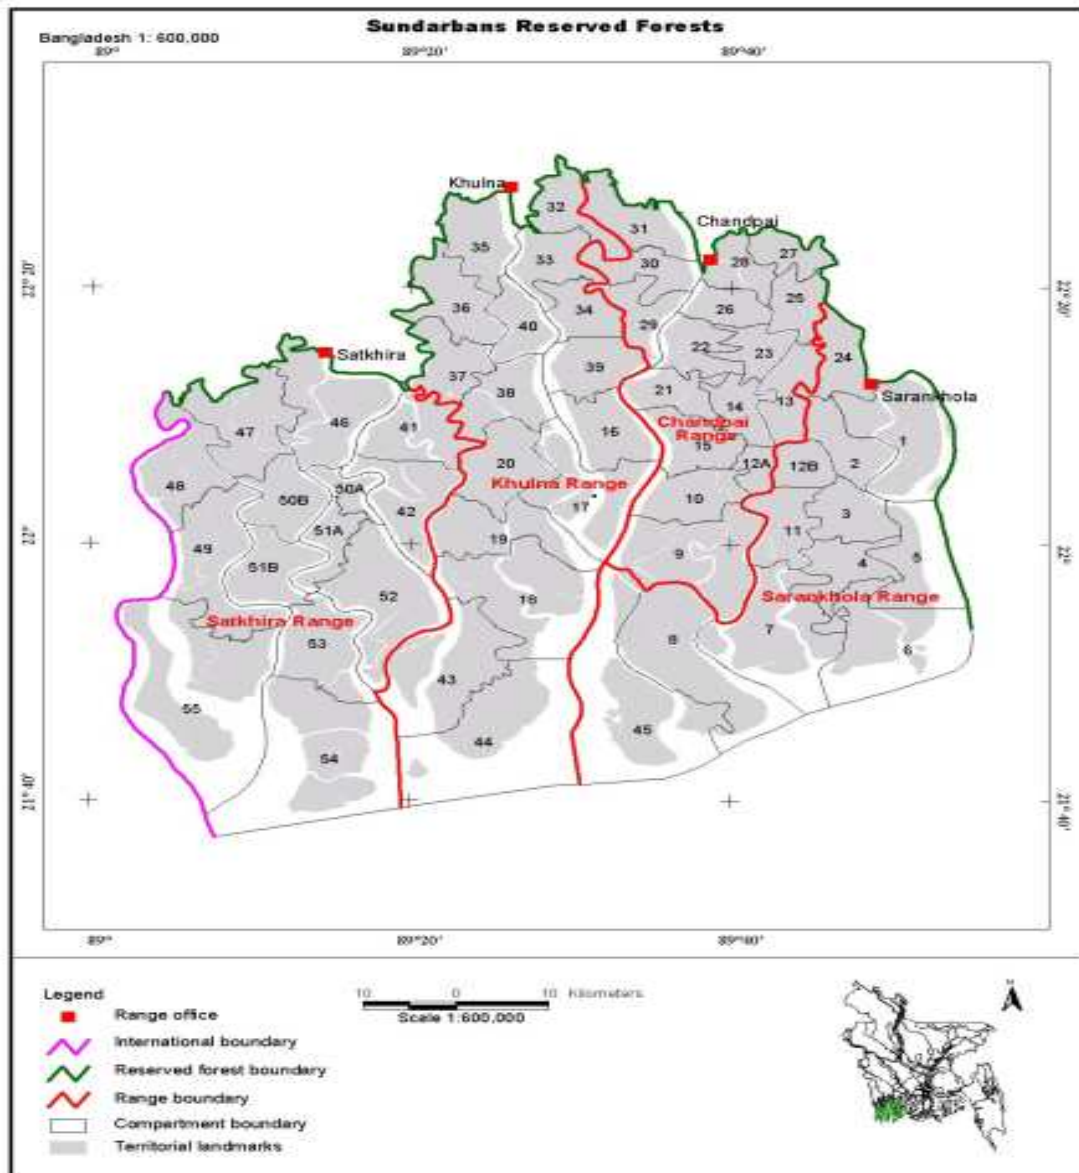 Sundarbans Reserved Forests
Bangladesh 1: 600,000
89° 89°20' 89°40'
Khulna
32
31
Chandpai
35
33
30
28
27
22° 20'
22°20'
36
34
26
25
40
29
Satkhira
22
23
24
37
39
38
21
Sarankhola
47
46
41
14
13
16
Chandpai
Range
1
15
20
12A
12B
2
48
50B
50A
Khulna Range
10
17
3
42
51A
22°
22°
49
19
9
11
51B
4
5
52
18
Sarankhola Range
Satkhira Range
53
8
7
6
43
55
44
45
54
21° 40'
21°40'
89° 89°20' 89°40'
Legend
10 0 10 Kilometers
Range office
Scale 1:600,000
International boundary
Reserved forest boundary
Range boundary
Compartment boundary
Territorial landmarks